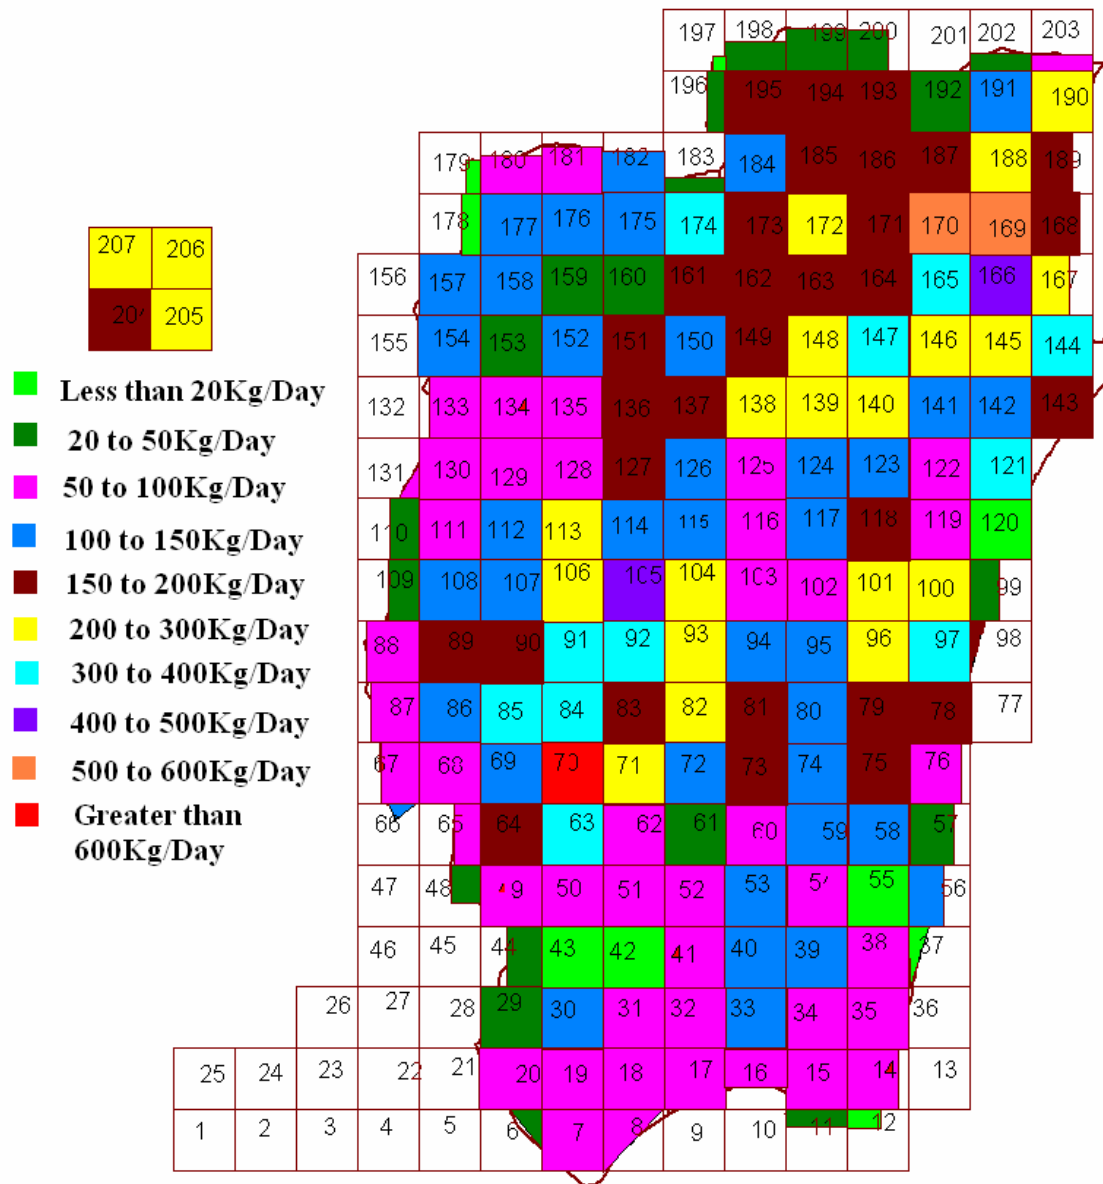 197 198 199 200 201 202 203
196 195 194 193 192 191 190
179 180 181 182 183 184 185 186 187 188 189
178 177 176 175 174 173 172 171 170 169 168
207 206
156 157 158 159 160 161 162 163 164 165 166 167
205
155 154 153 152 151 150 149 148 147 146 145 144
132 133 134 135 136 137 138 139 140 141 142 143
131 130 129 128 127 126 125 124 123 122 121
110 111 112 113 114 115 116 117 118 119 120
109 108 107 106 105 104 103 102 101 100 99
88 89 90 91 92 93 94 95 96 97 98
87 86 85 84 83 82 81 80 79 78 77
67 68 69 70 71 72 73 74 75 76
66 65 64 63 62 61 60 59 58 57
47 48 49 50 51 52 53 55 56
46 45 44 43 42 41 40 39 38 37
26 27 28 29 30 31 32 33 34 35 36
25 24 23 22 21 20 19 18 17 16 15 14 13
1 2 3 4 5 6 7 8 9 10 11 12
Less than 20Kg/Day
20 to 50Kg/Day
50 to 100Kg/Day
100 to 150Kg/Day
150 to 200Kg/Day
200 to 300Kg/Day
300 to 400Kg/Day
400 to 500Kg/Day
500 to 600Kg/Day
Greater than
600Kg/Day